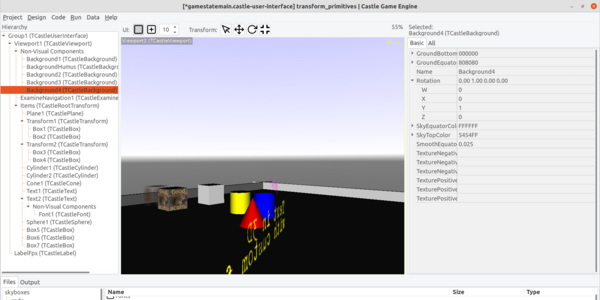 [*gamestatemain.castle-user-interface] transform_primitives | Castle Game Engine
Project Design Code Run Data Help
Hierarchy
Group1 (TCastleUserInterface)
Viewport1 (TCastleViewport)
Non-Visual Components
Background1 (TCastleBackground)
BackgroundHumus (TCastleBackgr
Background2 (TCastleBackground)
Background3 (TCastleBackground)
Background4 (TCastleBackground)
ExamineNavigation1 (TCastleExamine
Items (TCastleRootTransform)
Plane1 (TCastlePlane)
Transform1 (TCastleTransform)
Box1 (TCastleBox)
Box2 (TCastleBox)
Transform2 (TCastleTransform)
Box3 (TCastleBox)
Box4 (TCastleBox)
Cylinder1 (TCastleCylinder)
Cylinder2 (TCastleCylinder)
Cone1 (TCastleCone)
Text1 (TCastleText)
Text2 (TCastleText)
Non-Visual Components
Font1 (TCastleFont)
Sphere1 (TCastleSphere)
Box5 (TCastleBox)
Box6 (TCastleBox)
Box7 (TCastleBox)
LabelFps (TCastleLabel)
UI: 10 Transform: 55%
Viewport1 (TCastleViewport)
Selected:
Background4 (TCastleBackground)
Basic All
GroundBottom 000000
GroundEquato 808080
Name Background4
Rotation 0.00 1.00 0.00 0.00
W 0
X 0
Y 1
Z 0
SkyEquatorCol FFFFFF
SkyTopColor 5454FF
SmoothEquato 0.025
TextureNegativ
TextureNegativ
TextureNegativ
TexturePositive
TexturePositive
TexturePositive
Files Output
skyboxes
Name Size Type